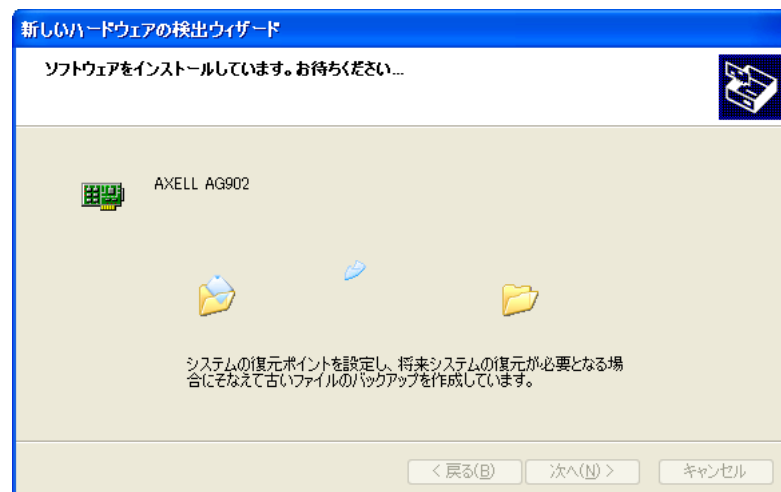 新しいハードウェアの検出ウィザード
ソフトウェアをインストールしています。お待ちください...
AXELL AG902
システムの復元ポイントを設定し、将来システムの復元が必要となる場
合にそなえて古いファイルのバックアップを作成しています。
< 戻る(B) 次へ(N) > キャンセル